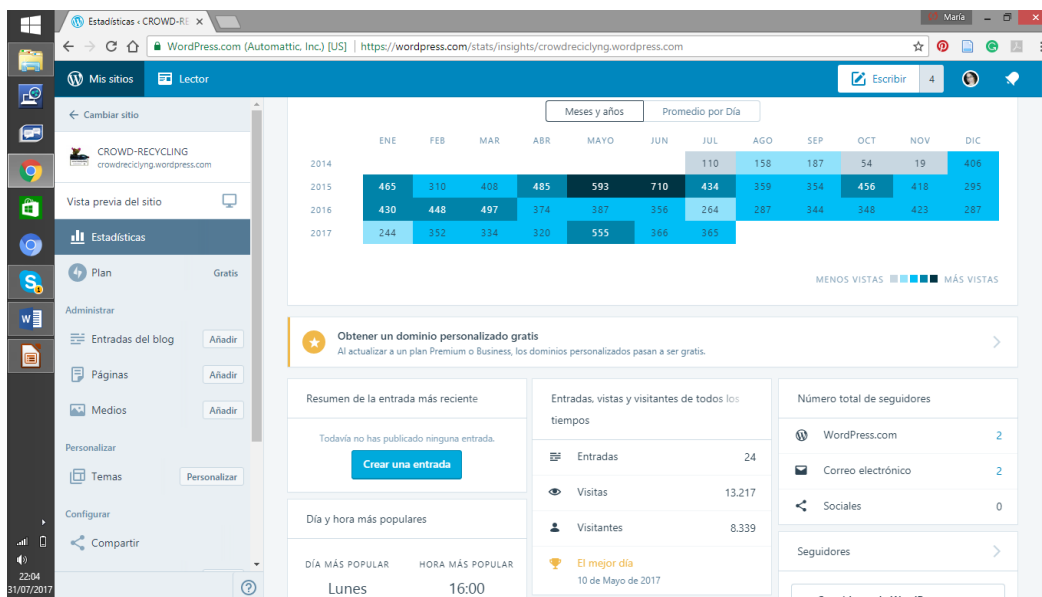 Estadísticas ‹ CROWD-RE
María
WordPress.com (Automattic, Inc.) [US] | https://wordpress.com/stats/insights/crowdreciclyng.wordpress.com
Mis sitios
Lector
Escribir
4
Cambiar sitio
CROWD-RECYCLING
crowdreciclyng.wordpress.com
Vista previa del sitio
Estadísticas
Plan Gratis
Administrar
Entradas del blog Añadir
Páginas Añadir
Medios Añadir
Personalizar
Temas Personalizar
Configurar
Compartir
22:04
31/07/2017
Meses y años Promedio por Día
ENE FEB MAR ABR MAYO JUN JUL AGO SEP OCT NOV DIC
2014 110 158 187 54 19 406
2015 465 310 408 485 593 710 434 359 354 456 418 295
2016 430 448 497 374 387 356 264 287 344 348 423 287
2017 244 352 334 320 555 366 365
MENOS VISTAS MÁS VISTAS
Obtener un dominio personalizado gratis
Al actualizar a un plan Premium o Business, los dominios personalizados pasan a ser gratis.
Resumen de la entrada más reciente
Todavía no has publicado ninguna entrada.
Crear una entrada
Día y hora más populares
DÍA MÁS POPULAR HORA MÁS POPULAR
Lunes 16:00
Entradas, vistas y visitantes de todos los
tiempos
Entradas 24
Visitas 13.217
Visitantes 8.339
El mejor día
10 de Mayo de 2017
Número total de seguidores
WordPress.com 2
Correo electrónico 2
Sociales 0
Seguidores